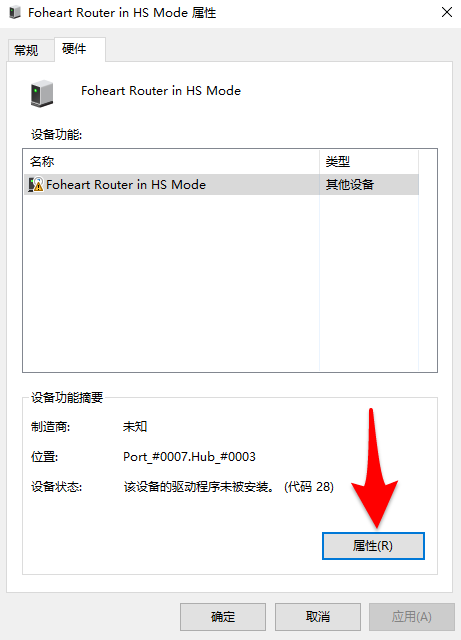 Foheart Router in HS Mode 属性
常规 硬件
Foheart Router in HS Mode
设备功能:
名称 类型
Foheart Router in HS Mode 其他设备
设备功能摘要
制造商: 未知
位置: Port_#0007.Hub_#0003
设备状态: 该设备的驱动程序未被安装。 (代码 28)
属性(R)
确定 取消 应用(A)